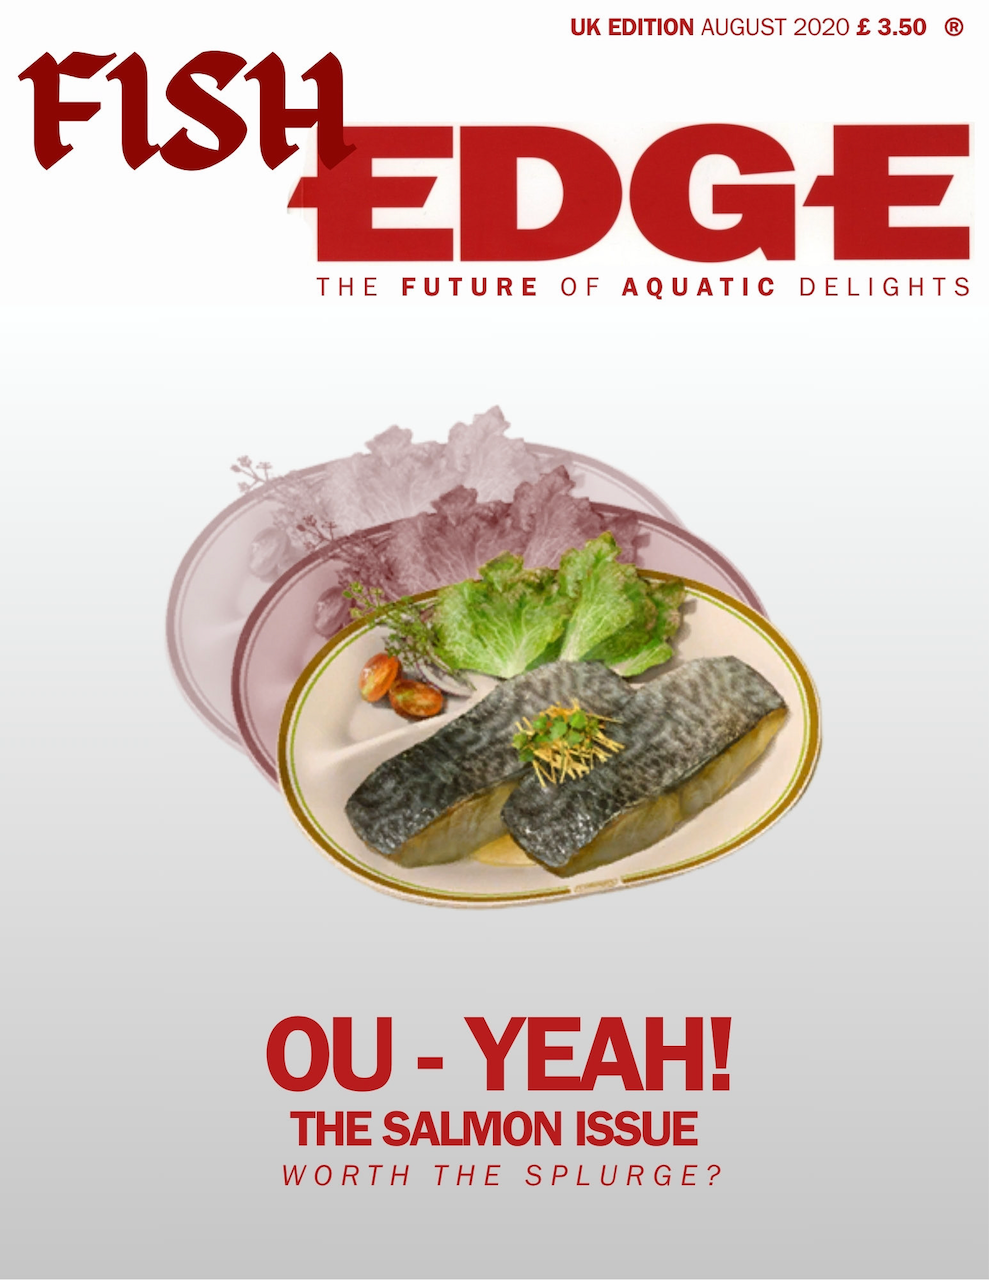 UK EDITION AUGUST 2020 £ 3.50 ®
FISH
EDGE
THE FUTURE OF AQUATIC DELIGHTS
OU - YEAH!
THE SALMON ISSUE
WORTH THE SPLURGE?